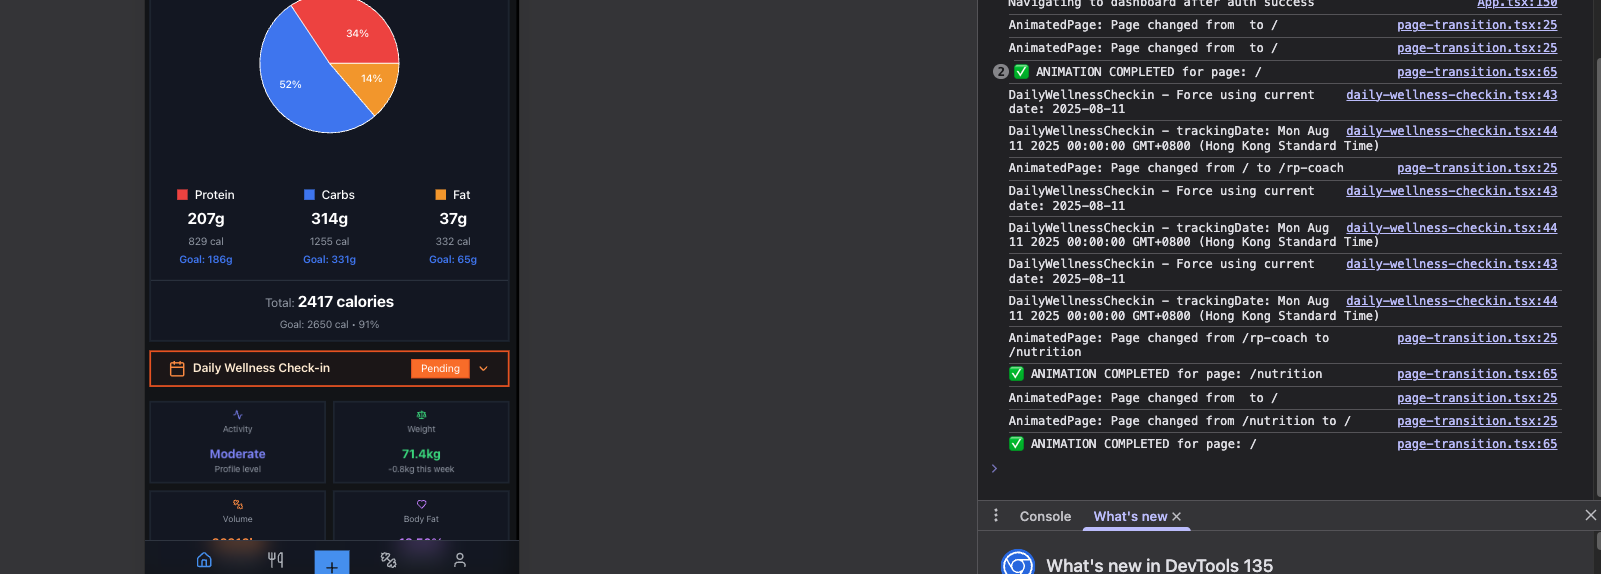 34%
14%
52%
Protein
Carbs
Fat
207g
314g
37g
829 cal
1255 cal
332 cal
Goal: 186g
Goal: 331g
Goal: 65g
Total: 2417 calories
Goal: 2650 cal • 91%
Daily Wellness Check-in
Pending
Activity
Weight
Moderate
71.4kg
Profile level
-0.8kg this week
Volume
Body Fat
+
Navigating to dashboard after auth success App.tsx:150
AnimatedPage: Page changed from  to / page-transition.tsx:25
AnimatedPage: Page changed from  to / page-transition.tsx:25
2 ✅ ANIMATION COMPLETED for page: / page-transition.tsx:65
DailyWellnessCheckin - Force using current daily-wellness-checkin.tsx:43
date: 2025-08-11
DailyWellnessCheckin - trackingDate: Mon Aug daily-wellness-checkin.tsx:44
11 2025 00:00:00 GMT+0800 (Hong Kong Standard Time)
AnimatedPage: Page changed from / to /rp-coach page-transition.tsx:25
DailyWellnessCheckin - Force using current daily-wellness-checkin.tsx:43
date: 2025-08-11
DailyWellnessCheckin - trackingDate: Mon Aug daily-wellness-checkin.tsx:44
11 2025 00:00:00 GMT+0800 (Hong Kong Standard Time)
DailyWellnessCheckin - Force using current daily-wellness-checkin.tsx:43
date: 2025-08-11
DailyWellnessCheckin - trackingDate: Mon Aug daily-wellness-checkin.tsx:44
11 2025 00:00:00 GMT+0800 (Hong Kong Standard Time)
AnimatedPage: Page changed from /rp-coach to page-transition.tsx:25
/nutrition
✅ ANIMATION COMPLETED for page: /nutrition page-transition.tsx:65
AnimatedPage: Page changed from  to / page-transition.tsx:25
AnimatedPage: Page changed from /nutrition to / page-transition.tsx:25
✅ ANIMATION COMPLETED for page: / page-transition.tsx:65
Console
What's new
What's new in DevTools 135